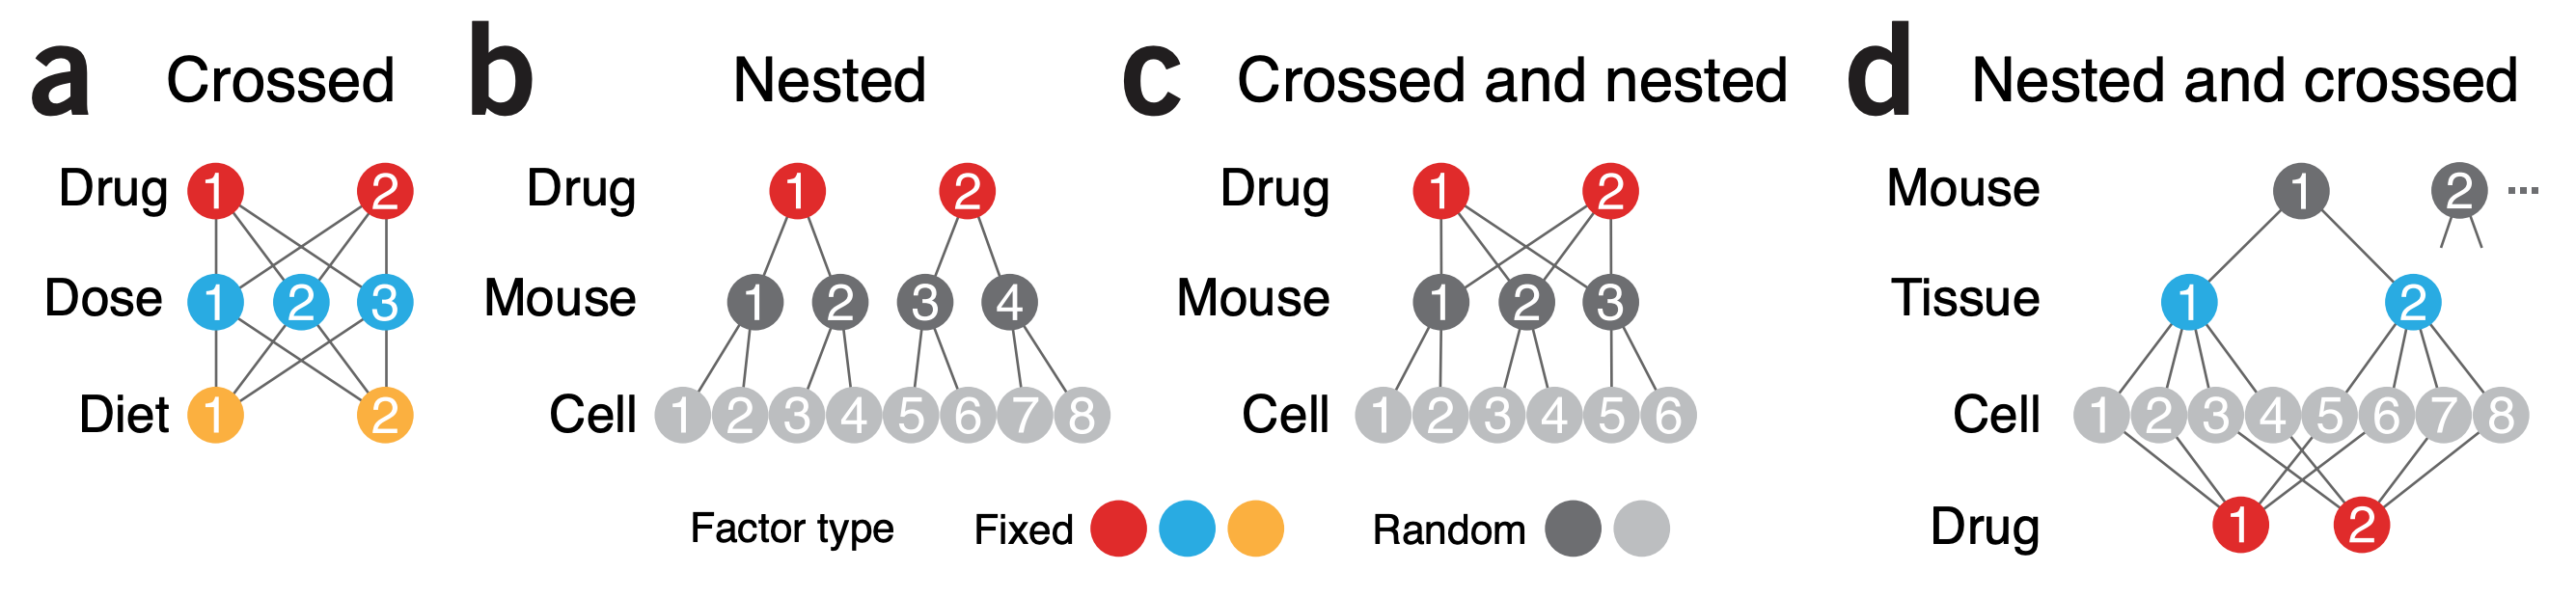 a Crossed
Drug 1 2
Dose 1 2 3
Diet 1 2
b Nested
Drug 1 2
Mouse 1 2 3 4
Cell 1 2 3 4 5 6 7 8
c Crossed and nested
Drug 1 2
Mouse 1 2 3
Cell 1 2 3 4 5 6
d Nested and crossed
Mouse 1 2 ...
Tissue 1 2
Cell 1 2 3 4 5 6 7 8
Drug 1 2
Factor type Fixed Random